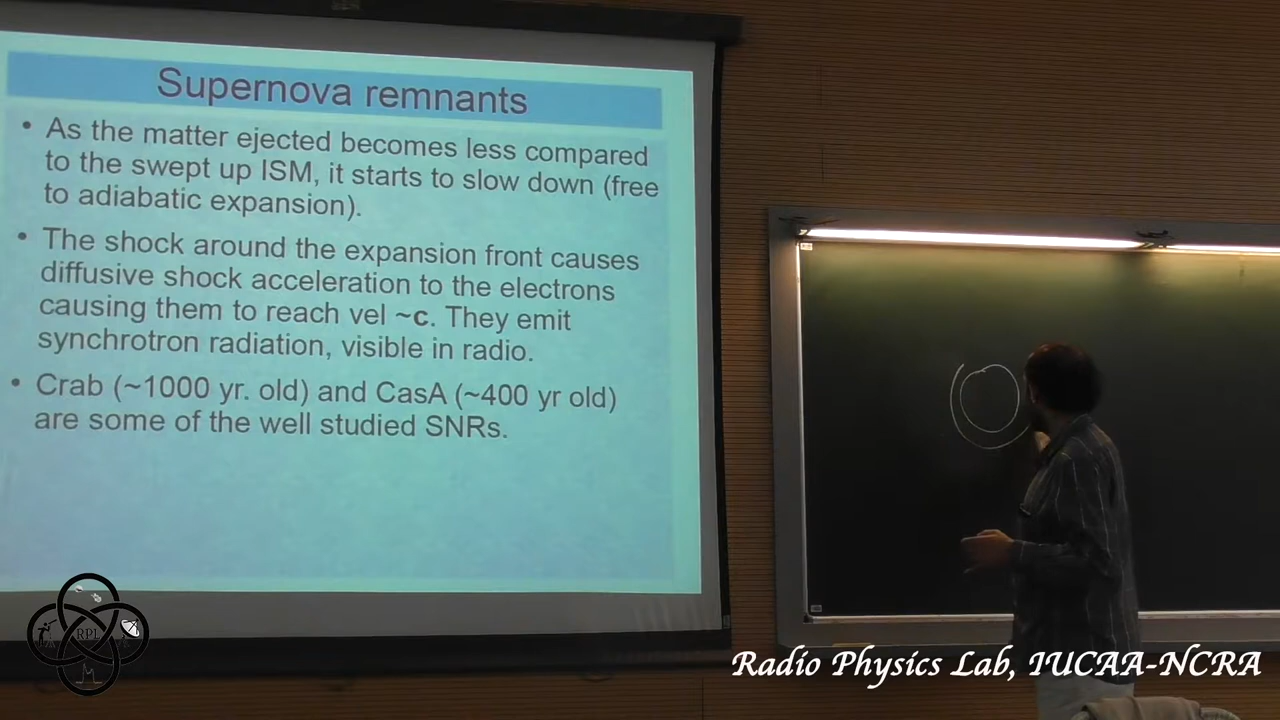 Supernova remnants
• As the matter ejected becomes less compared
to the swept up ISM, it starts to slow down (free
to adiabatic expansion).
• The shock around the expansion front causes
diffusive shock acceleration to the electrons
causing them to reach vel ~c. They emit
synchrotron radiation, visible in radio.
• Crab (~1000 yr. old) and CasA (~400 yr old)
are some of the well studied SNRs.
RPL
Radio Physics Lab, IUCAA-NCRA